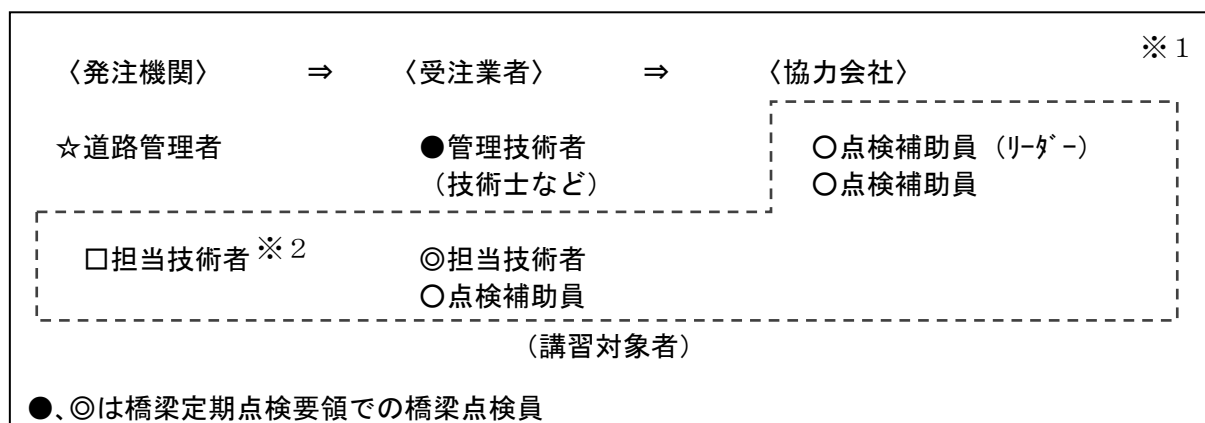 ※１
〈発注機関〉 ⇒ 〈受注業者〉 ⇒ 〈協力会社〉
☆道路管理者 ●管理技術者 ○点検補助員（ﾘｰﾀﾞｰ）
（技術士など） ○点検補助員
□担当技術者※２ ◎担当技術者
○点検補助員
（講習対象者）
●、◎は橋梁定期点検要領での橋梁点検員